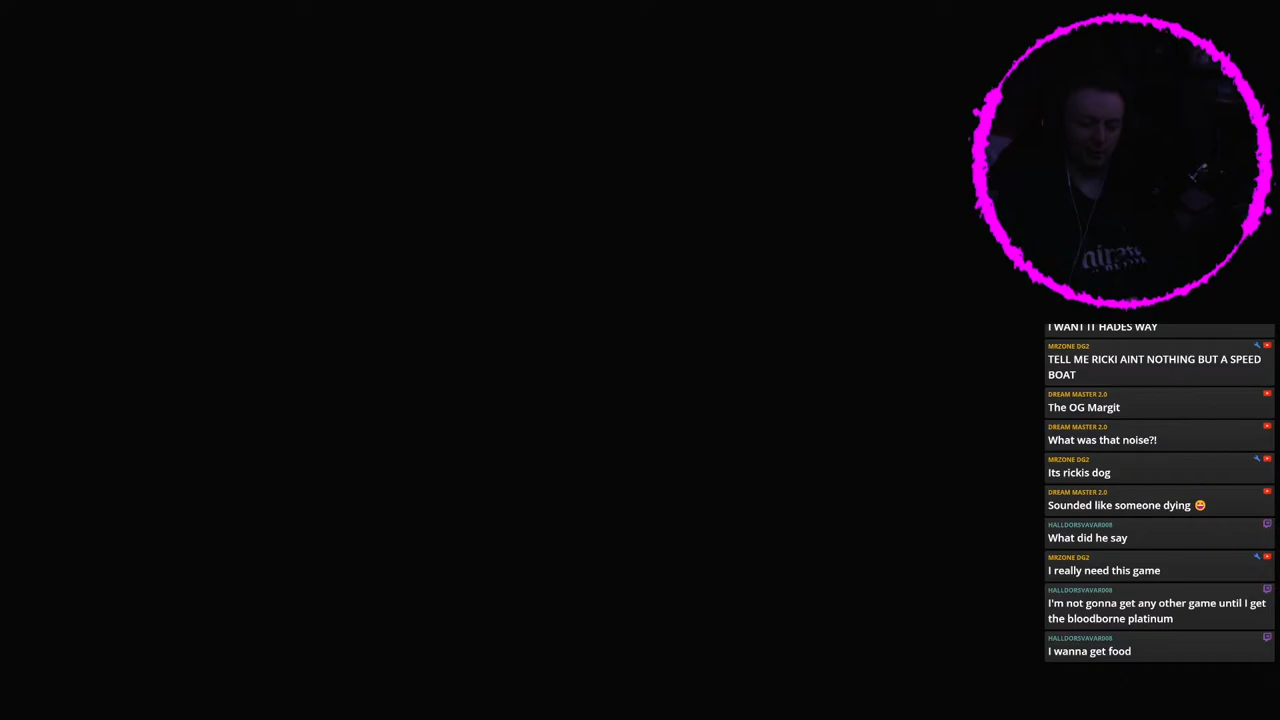 I WANT IT HADES WAY
MRZONE DG2
TELL ME RICKI AINT NOTHING BUT A SPEED
BOAT
DREAM MASTER 2.0
The OG Margit
DREAM MASTER 2.0
What was that noise?!
MRZONE DG2
Its rickis dog
DREAM MASTER 2.0
Sounded like someone dying 😄
HALLDORSVAVAR008
What did he say
MRZONE DG2
I really need this game
HALLDORSVAVAR008
I'm not gonna get any other game until I get
the bloodborne platinum
HALLDORSVAVAR008
I wanna get food